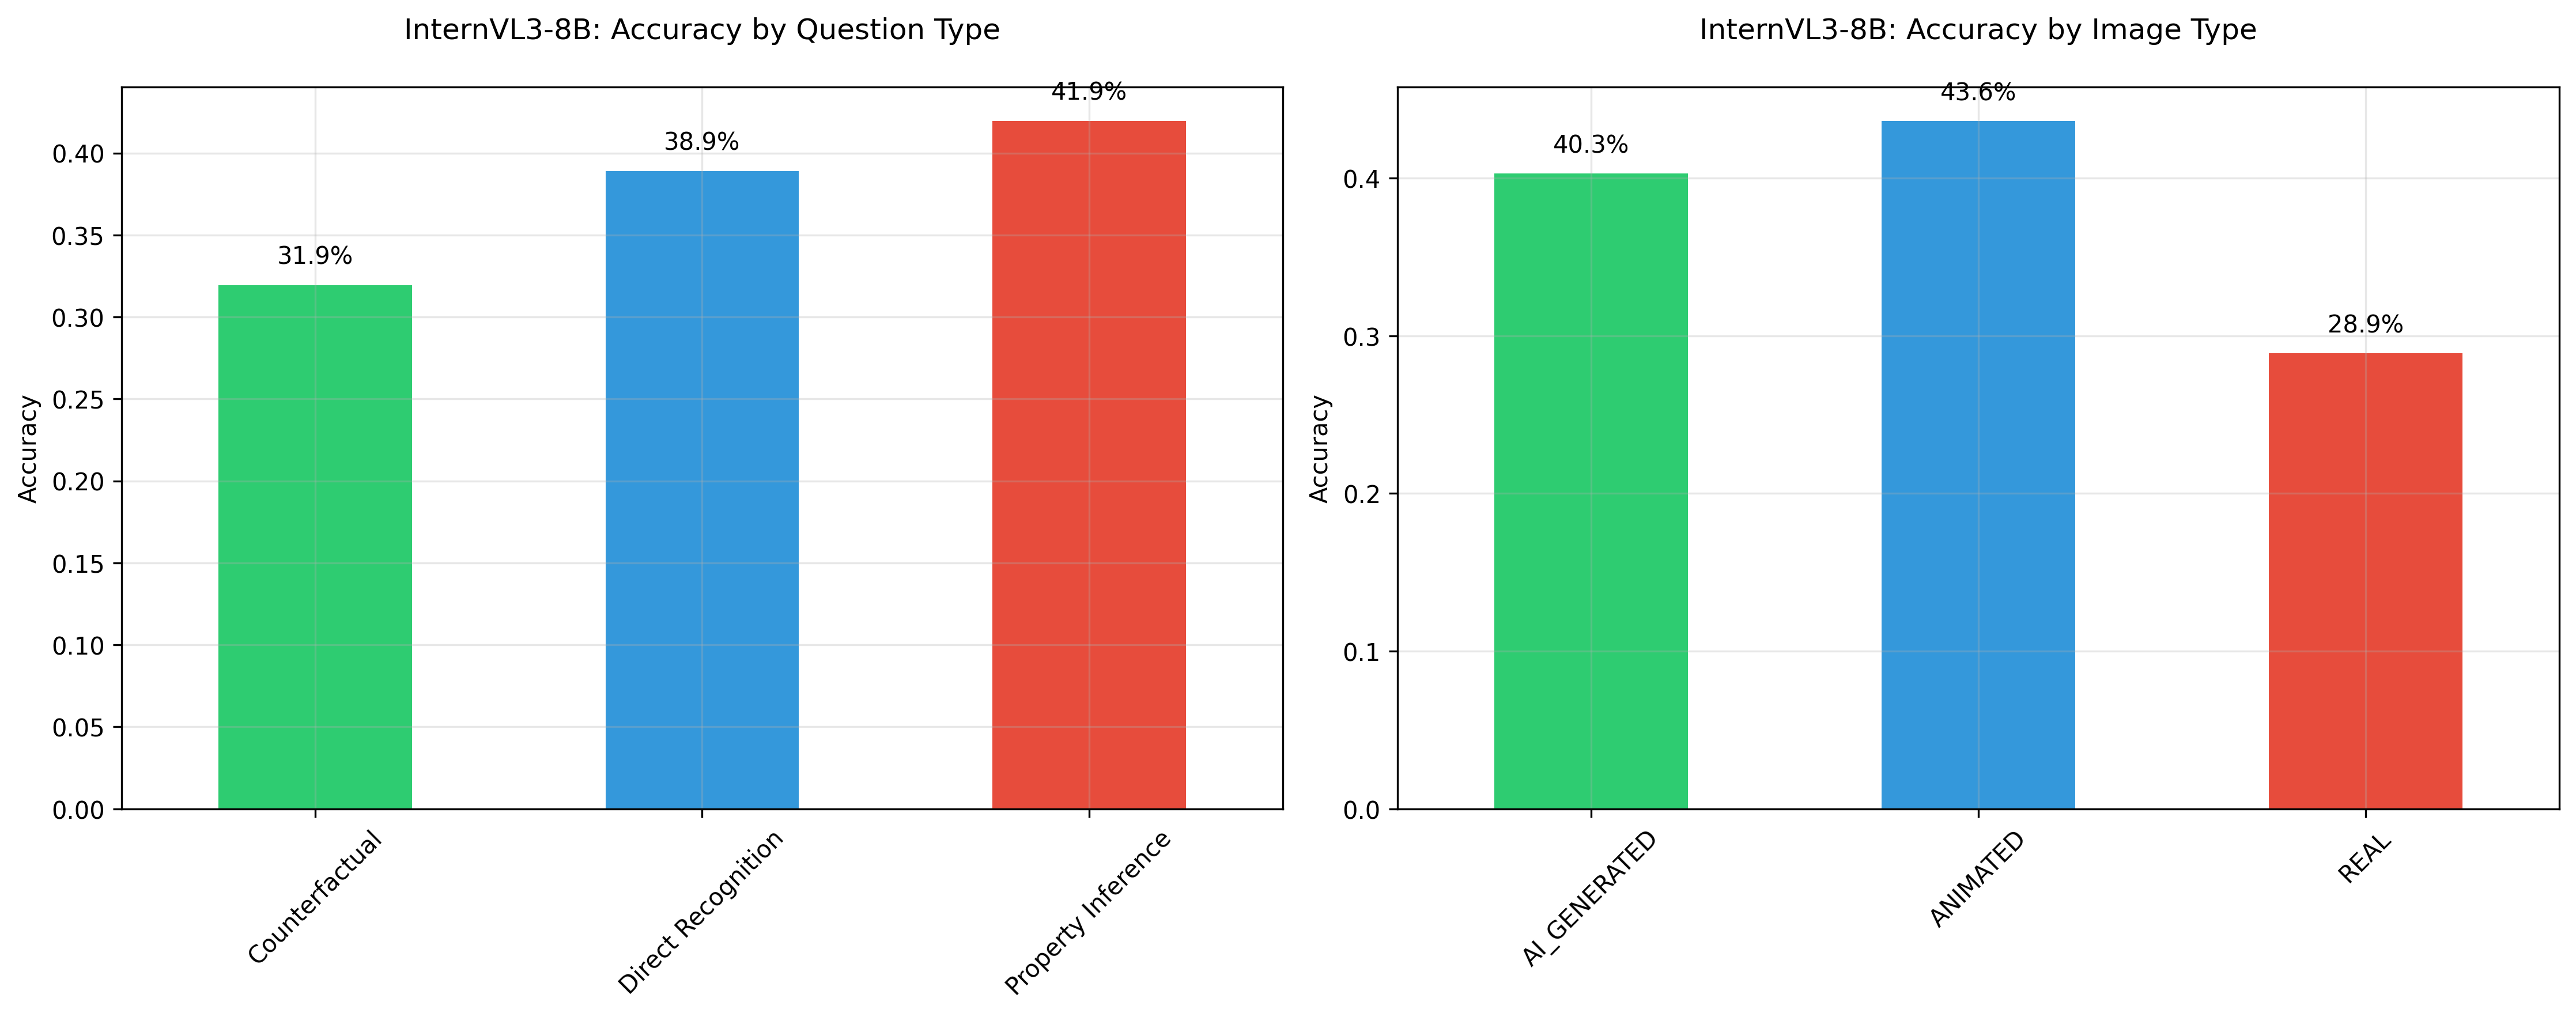 InternVL3-8B: Accuracy by Question Type
41.9%
38.9%
31.9%
0.40
0.35
0.30
0.25
0.20
0.15
0.10
0.05
0.00
Accuracy
Counterfactual
Direct Recognition
Property Inference
InternVL3-8B: Accuracy by Image Type
43.6%
40.3%
28.9%
0.4
0.3
0.2
0.1
0.0
Accuracy
AI_GENERATED
ANIMATED
REAL